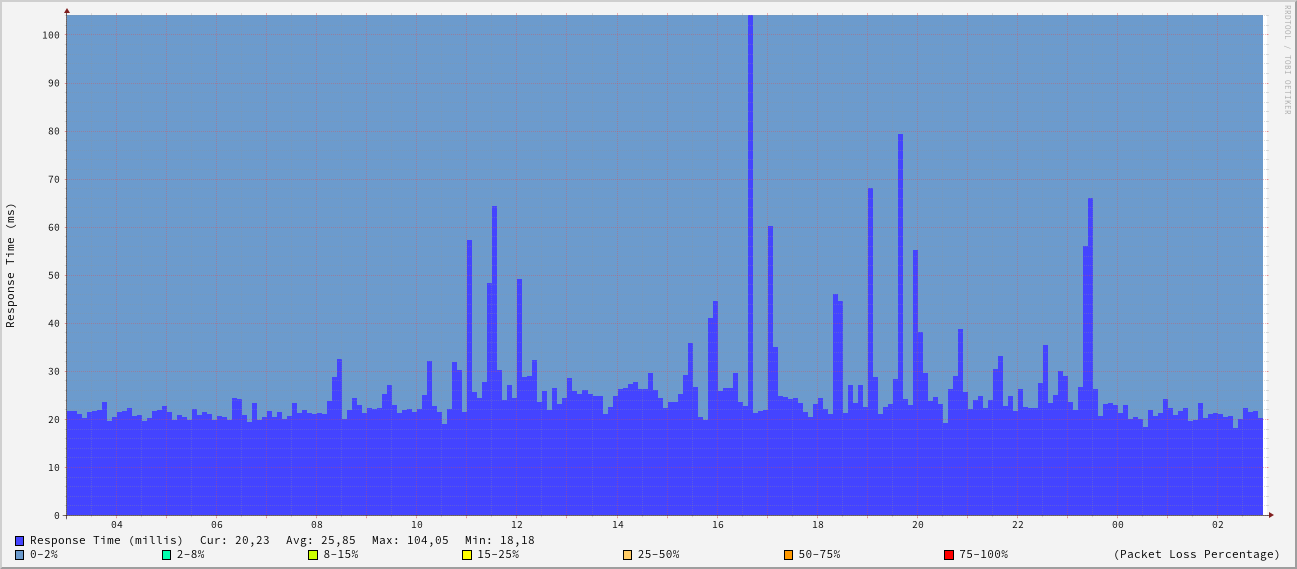 RRDTOOL / TOBI OETIKER
Response Time (ms)
100
90
80
70
60
50
40
30
20
10
0
04 06 08 10 12 14 16 18 20 22 00 02
Response Time (millis) Cur: 20,23 Avg: 25,85 Max: 104,05 Min: 18,18
0-2% 2-8% 8-15% 15-25% 25-50% 50-75% 75-100% (Packet Loss Percentage)